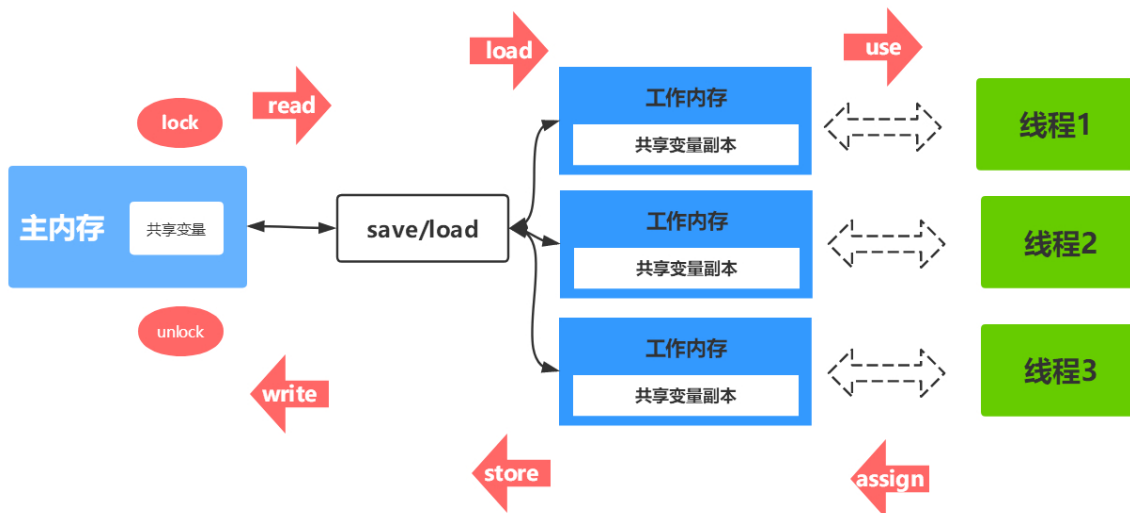 load
use
read
lock
工作内存
共享变量副本
线程1
主内存
共享变量
save/load
工作内存
共享变量副本
线程2
unlock
工作内存
共享变量副本
线程3
write
store
assign